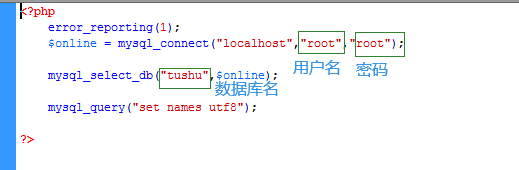 <?php
error_reporting(1);
$online = mysql_connect("localhost","root","root");
用户名 密码
mysql_select_db("tushu",$online);
数据库名
mysql_query("set names utf8");
?>